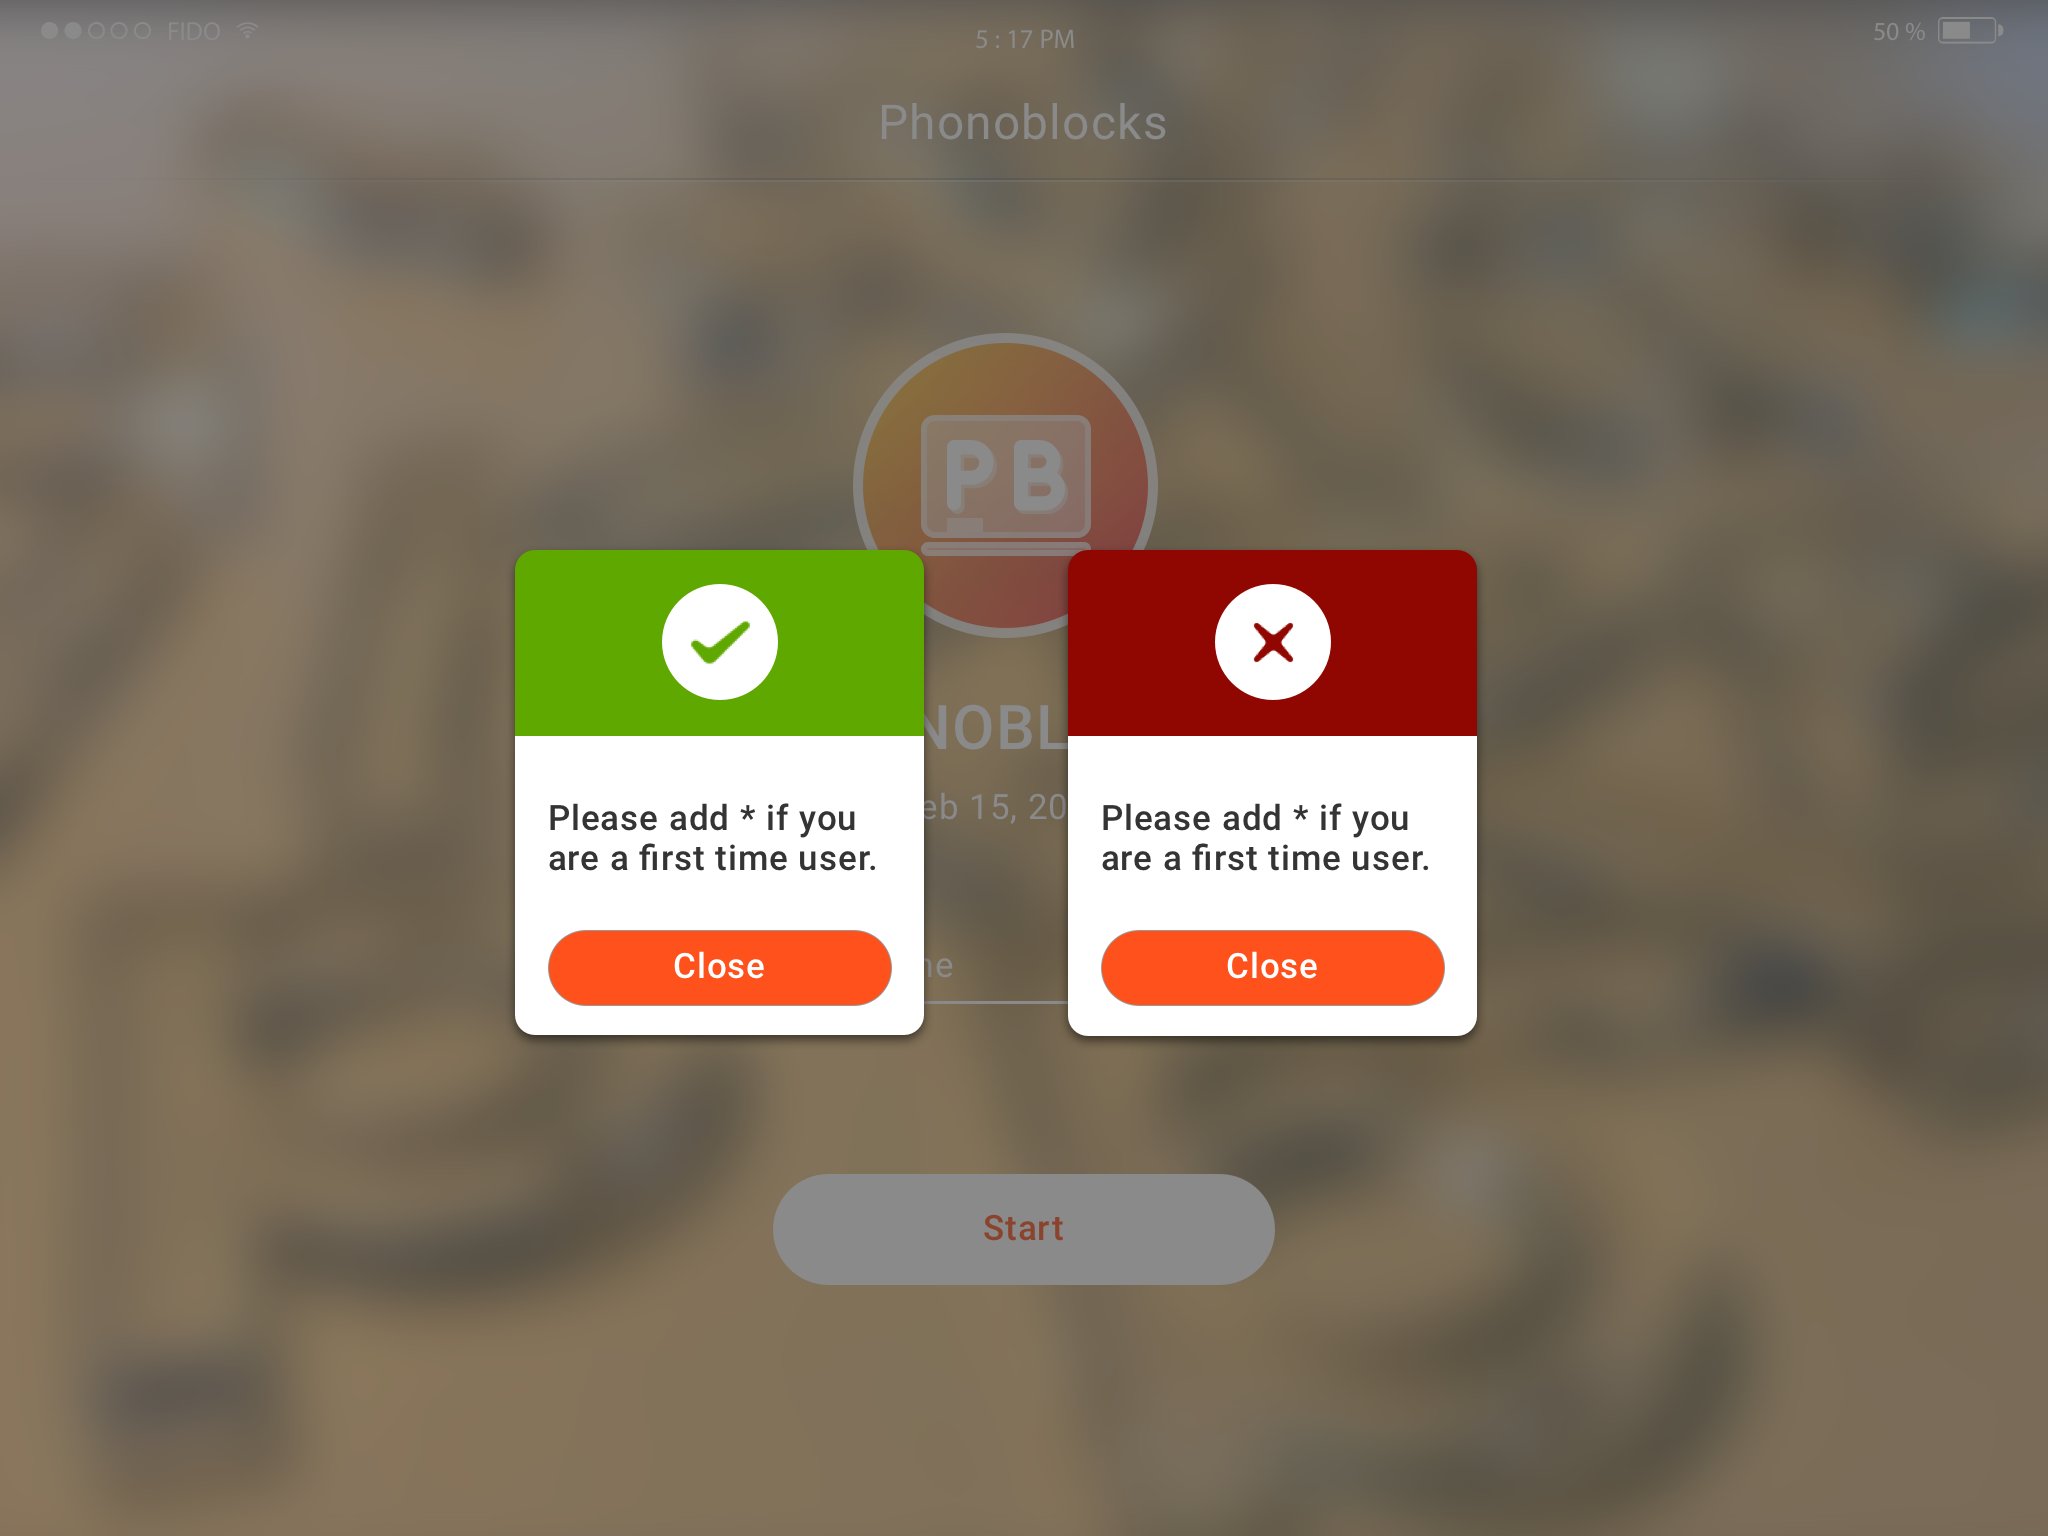 FIDO
5 : 17 PM
50 %
Phonoblocks
PB
NOBL
eb 15, 20
Please add * if you
are a first time user.
Close
Please add * if you
are a first time user.
Close
ne
Start